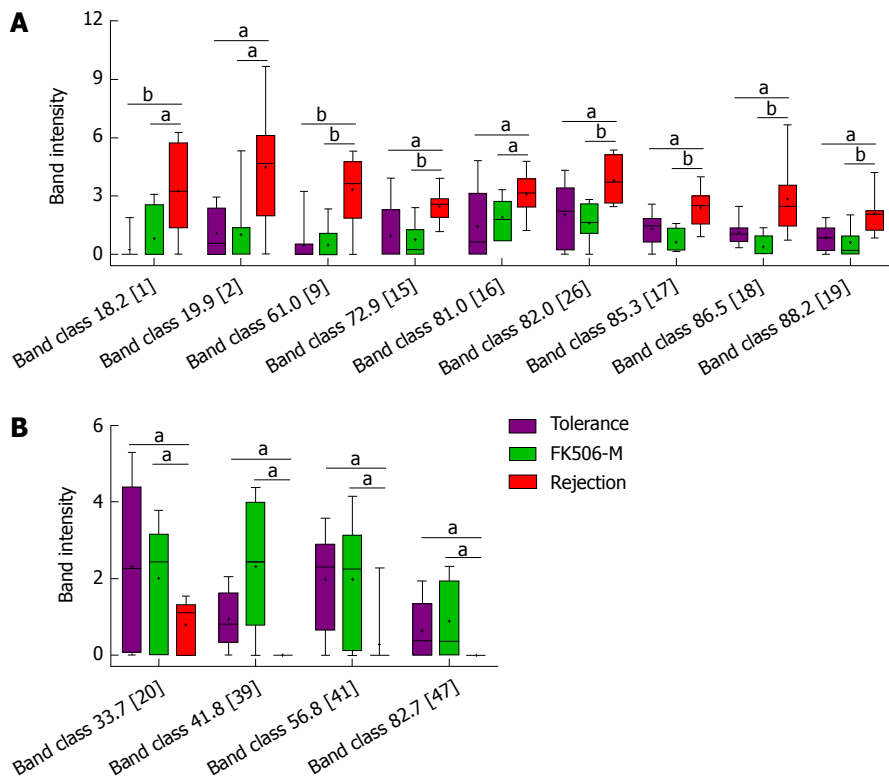 A
Band intensity
12
9
6
3
0
b
a
a
a
b
b
a
b
a
a
a
b
a
b
a
b
a
b
Band class 18.2 [1]
Band class 19.9 [2]
Band class 61.0 [9]
Band class 72.9 [15]
Band class 81.0 [16]
Band class 82.0 [26]
Band class 85.3 [17]
Band class 86.5 [18]
Band class 88.2 [19]
B
Band intensity
6
4
2
0
a
a
a
a
a
a
a
a
Band class 33.7 [20]
Band class 41.8 [39]
Band class 56.8 [41]
Band class 82.7 [47]
Tolerance
FK506-M
Rejection